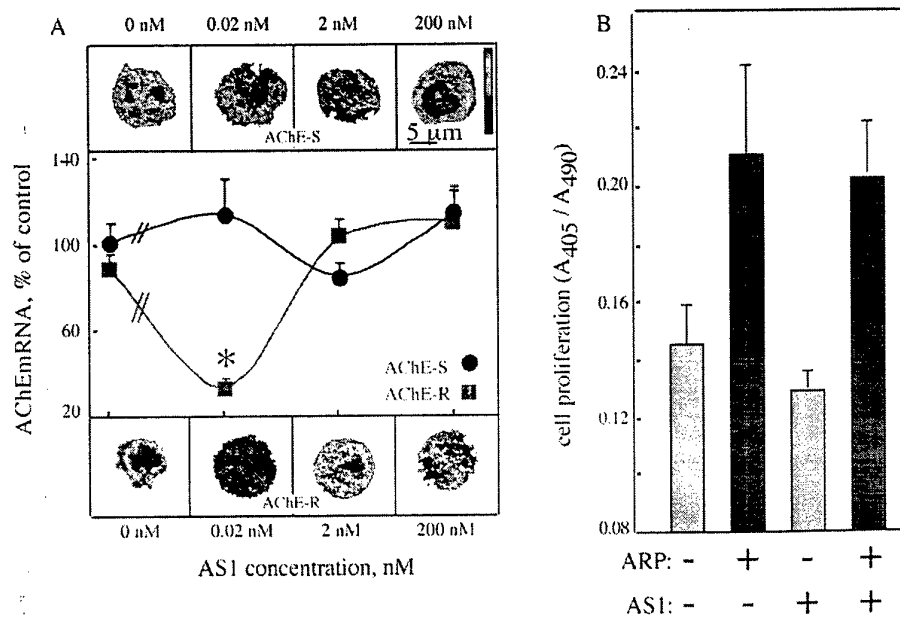 A
0 nM 0.02 nM 2 nM 200 nM
AChE-S
5 μm
AChEmRNA, % of control
140
100
60
20
*
AChE-S
AChE-R
AChE-R
0 nM 0.02 nM 2 nM 200 nM
AS1 concentration, nM
B
cell proliferation (A405 / A490)
0.24
0.20
0.16
0.12
0.08
ARP: - + - +
AS1: - - + +